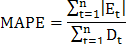 MAPE = \frac{\sum_{t=1}^{n} |E_t|}{\sum_{t=1}^{n} D_t}